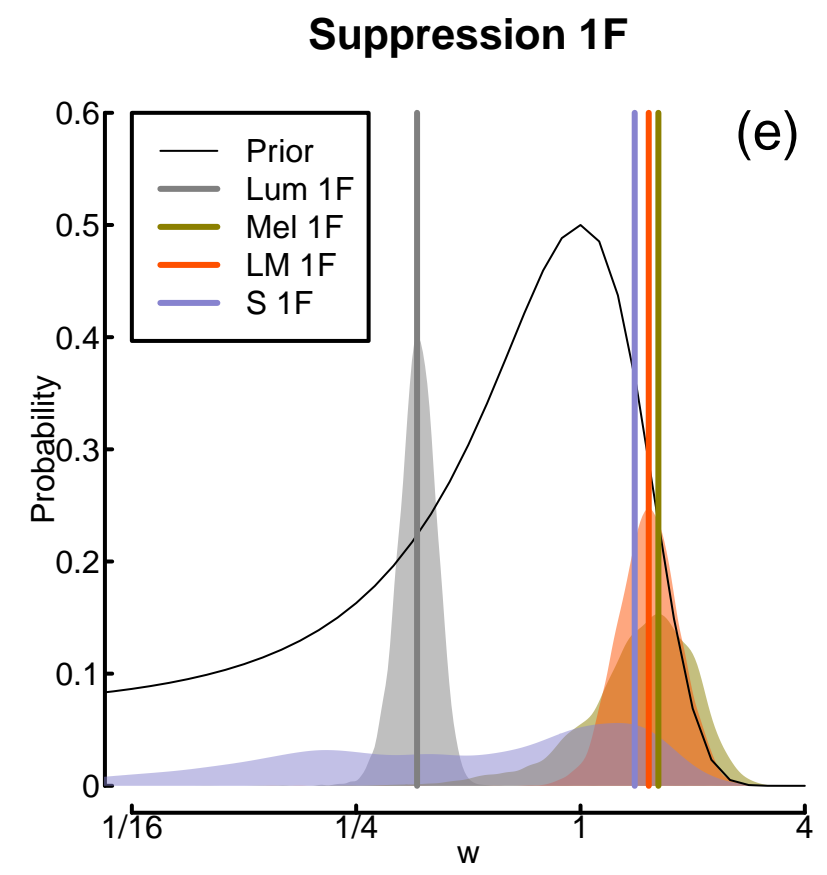 Suppression 1F
(e)
Prior
Lum 1F
Mel 1F
LM 1F
S 1F
Probability
0.6
0.5
0.4
0.3
0.2
0.1
0
1/16 1/4 1 4
w